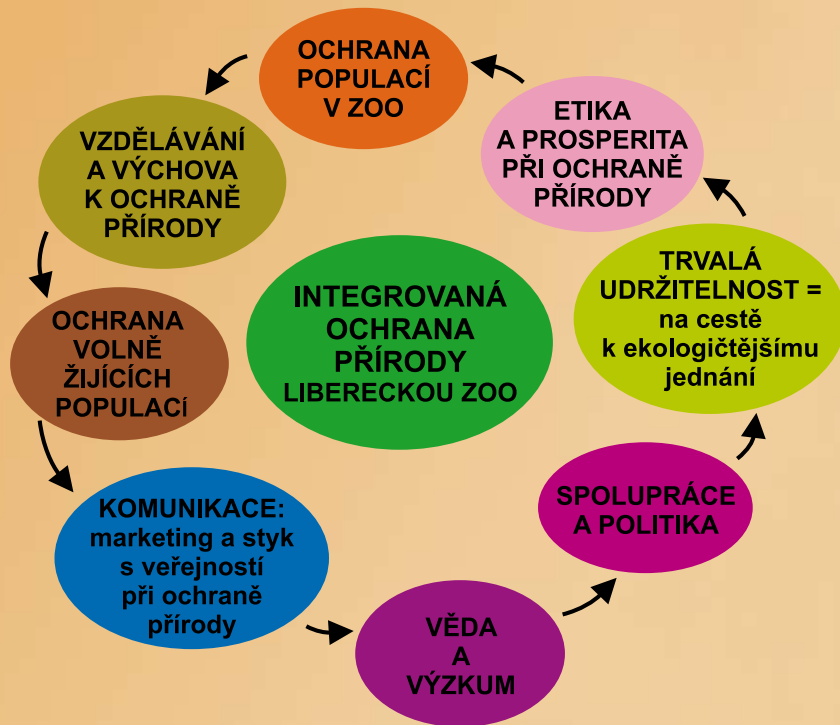 OCHRANA
POPULACÍ
V ZOO
VZDĚLÁVÁNÍ
A VÝCHOVA
K OCHRANĚ
PŘÍRODY
OCHRANA
VOLNĚ
ŽIJÍCÍCH
POPULACÍ
KOMUNIKACE:
marketing a styk
s veřejností
při ochraně
přírody
VĚDA
A
VÝZKUM
SPOLUPRÁCE
A POLITIKA
TRVALÁ
UDRŽITELNOST =
na cestě
k ekologičtějšímu
jednání
ETIKA
A PROSPERITA
PŘI OCHRANĚ
PŘÍRODY
INTEGROVANÁ
OCHRANA
PŘÍRODY
LIBERECKOU ZOO